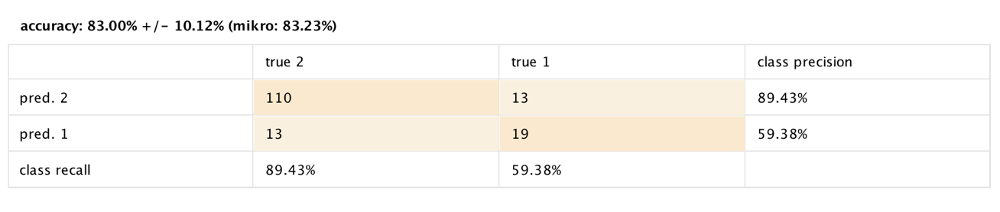 accuracy: 83.00% +/- 10.12% (mikro: 83.23%)
true 2 true 1 class precision
pred. 2 110 13 89.43%
pred. 1 13 19 59.38%
class recall 89.43% 59.38%